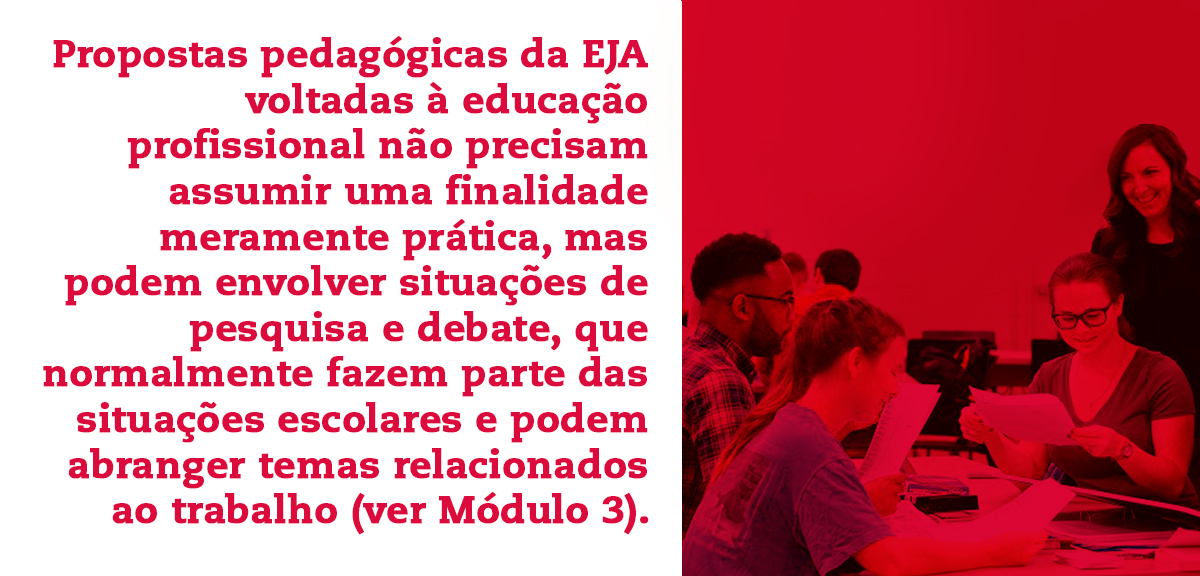 Propostas pedagógicas da EJA
voltadas à educação
profissional não precisam
assumir uma finalidade
meramente prática, mas
podem envolver situações de
pesquisa e debate, que
normalmente fazem parte das
situações escolares e podem
abranger temas relacionados
ao trabalho (ver Módulo 3).